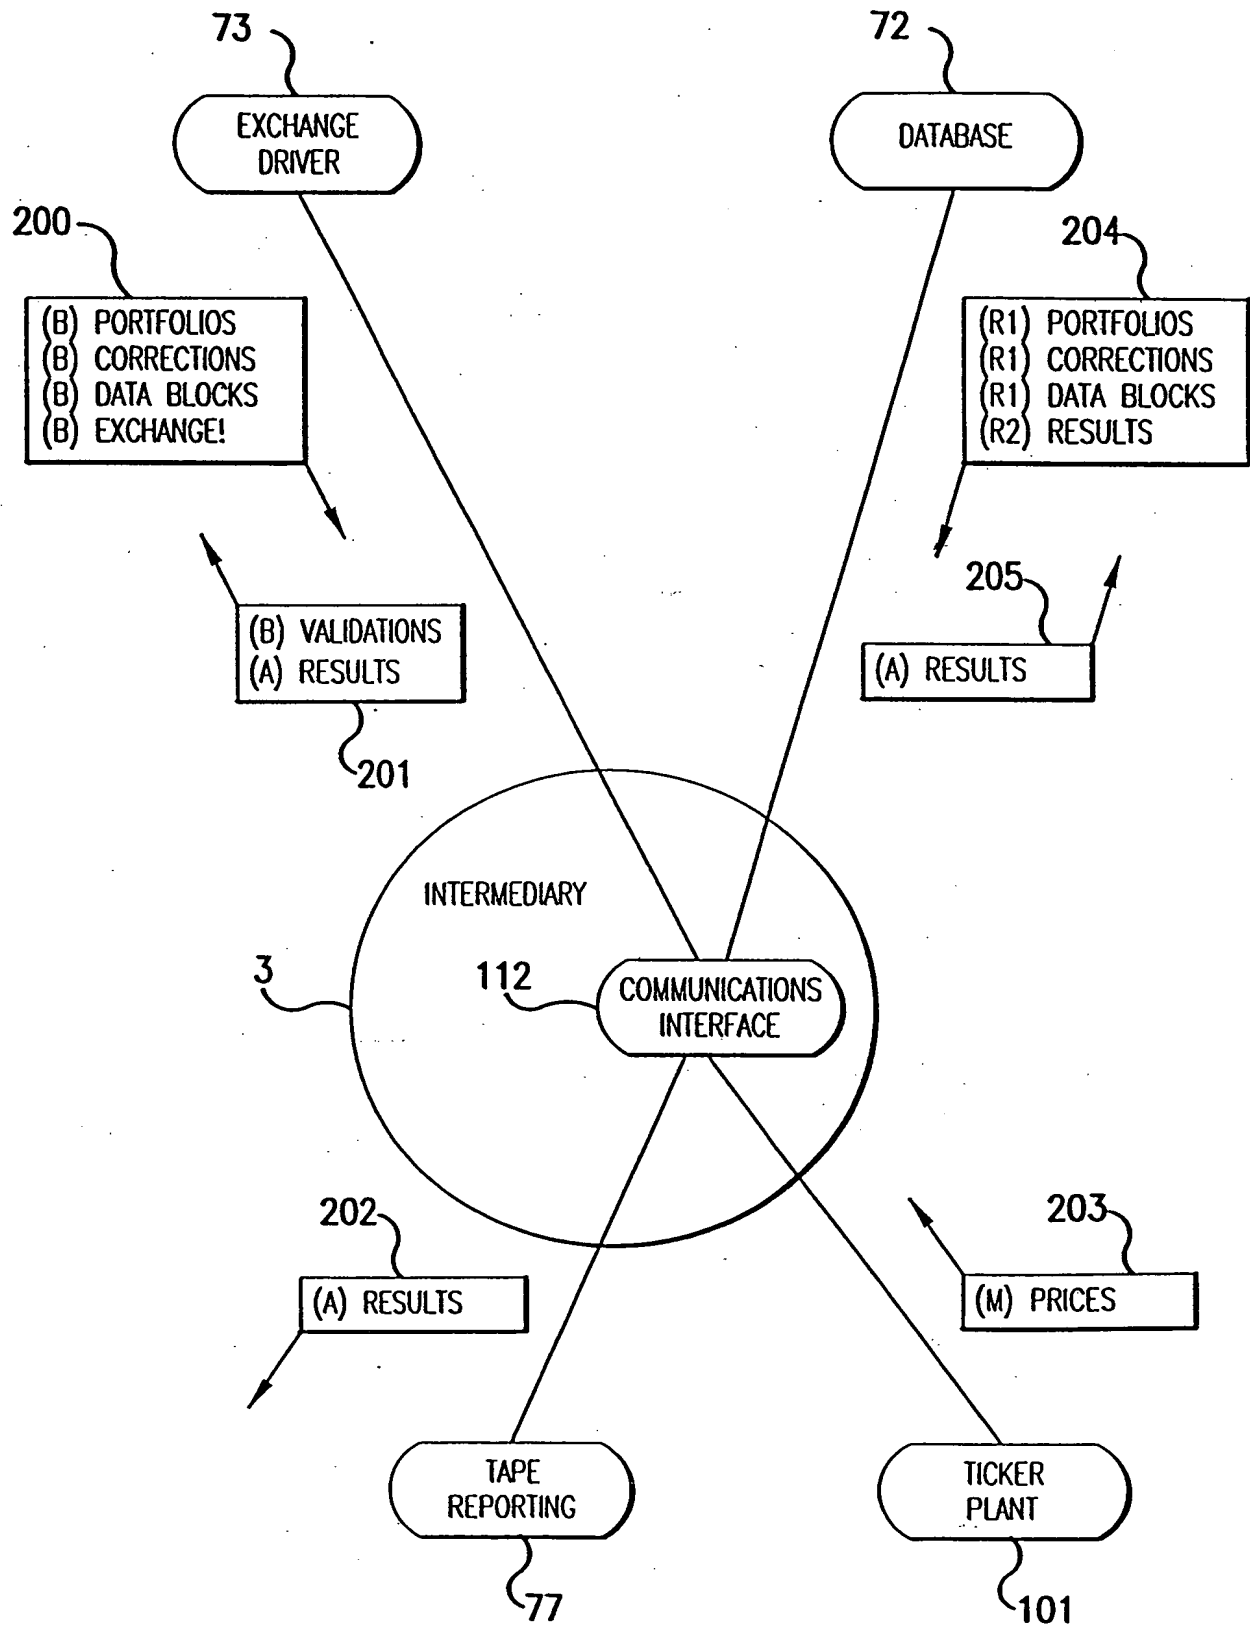 73
72
EXCHANGE
DRIVER
DATABASE
200
204
(B) PORTFOLIOS
(B) CORRECTIONS
(B) DATA BLOCKS
(B) EXCHANGE!
(R1) PORTFOLIOS
(R1) CORRECTIONS
(R1) DATA BLOCKS
(R2) RESULTS
205
(B) VALIDATIONS
(A) RESULTS
(A) RESULTS
201
INTERMEDIARY
3
112
COMMUNICATIONS
INTERFACE
202
203
(A) RESULTS
(M) PRICES
TAPE
REPORTING
TICKER
PLANT
77
101